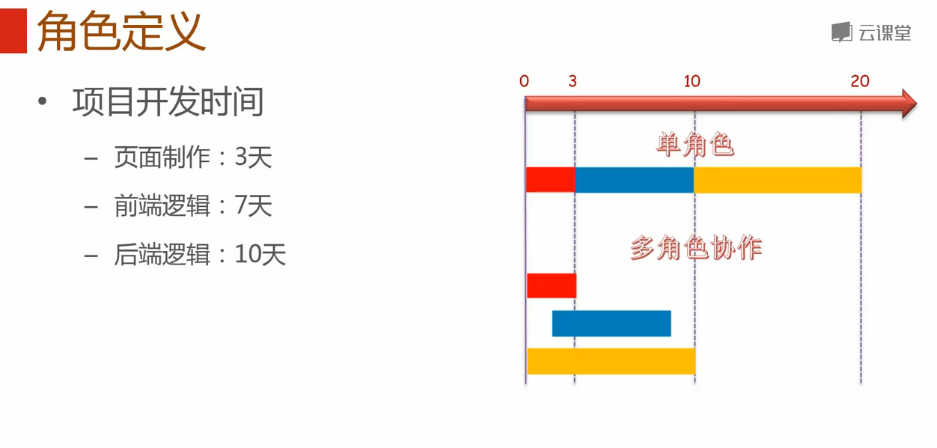 角色定义
云课堂
• 项目开发时间
– 页面制作：3天
– 前端逻辑：7天
– 后端逻辑：10天
0 3 10 20
单角色
多角色协作